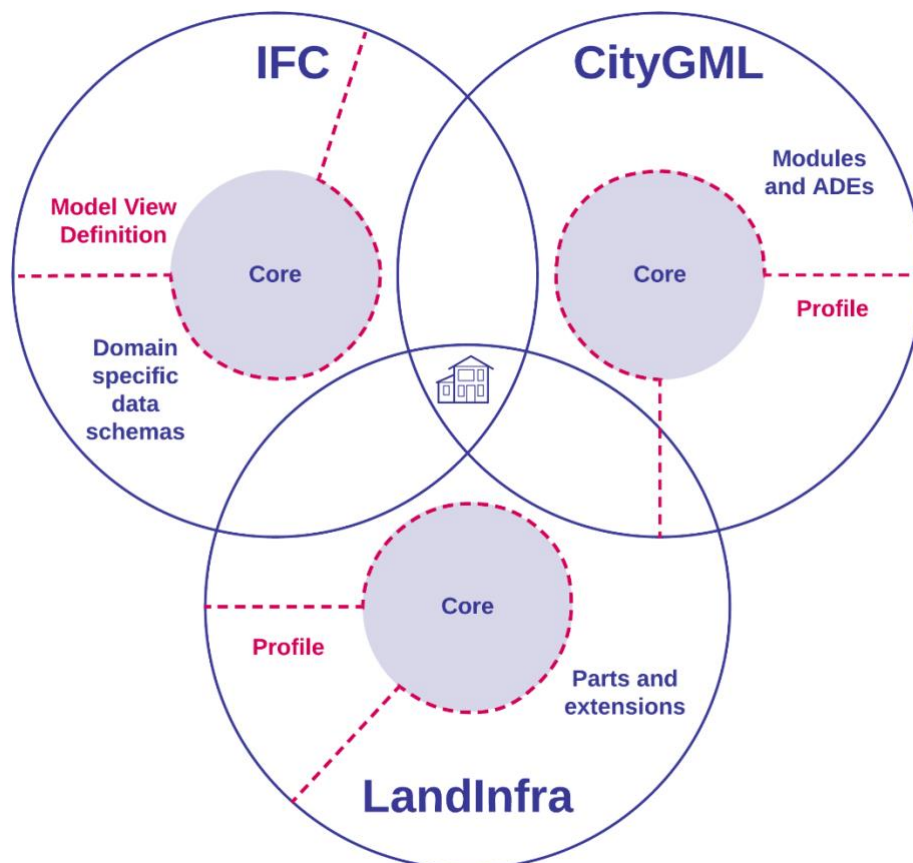 IFC
CityGML
Modules
and ADEs
Model View
Definition
Core
Core
Profile
Domain
specific
data
schemas
Core
Profile
Parts and
extensions
LandInfra